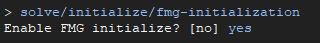 > solve/initialize/fmg-initialization
Enable FMG initialize? [no] yes